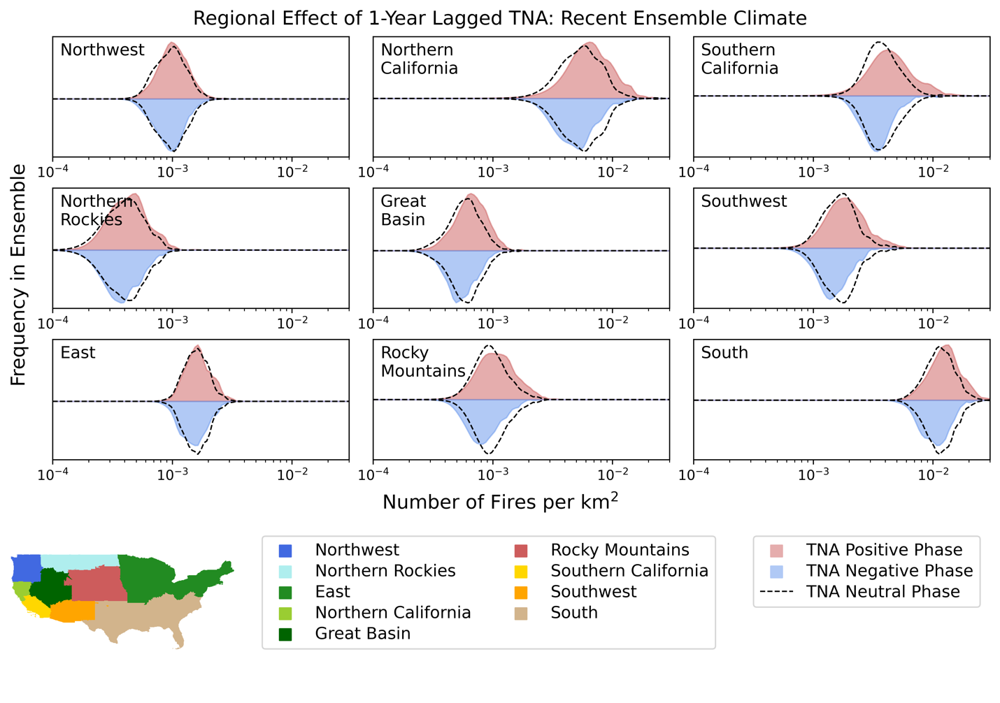 Regional Effect of 1-Year Lagged TNA: Recent Ensemble Climate
Frequency in Ensemble
Northwest
10⁻⁴ 10⁻³ 10⁻²
Northern
California
10⁻⁴ 10⁻³ 10⁻²
Southern
California
10⁻⁴ 10⁻³ 10⁻²
Northern
Rockies
10⁻⁴ 10⁻³ 10⁻²
Great
Basin
10⁻⁴ 10⁻³ 10⁻²
Southwest
10⁻⁴ 10⁻³ 10⁻²
East
10⁻⁴ 10⁻³ 10⁻²
Rocky
Mountains
10⁻⁴ 10⁻³ 10⁻²
South
10⁻⁴ 10⁻³ 10⁻²
Number of Fires per km²
Northwest
Northern Rockies
East
Northern California
Great Basin
Rocky Mountains
Southern California
Southwest
South
TNA Positive Phase
TNA Negative Phase
TNA Neutral Phase